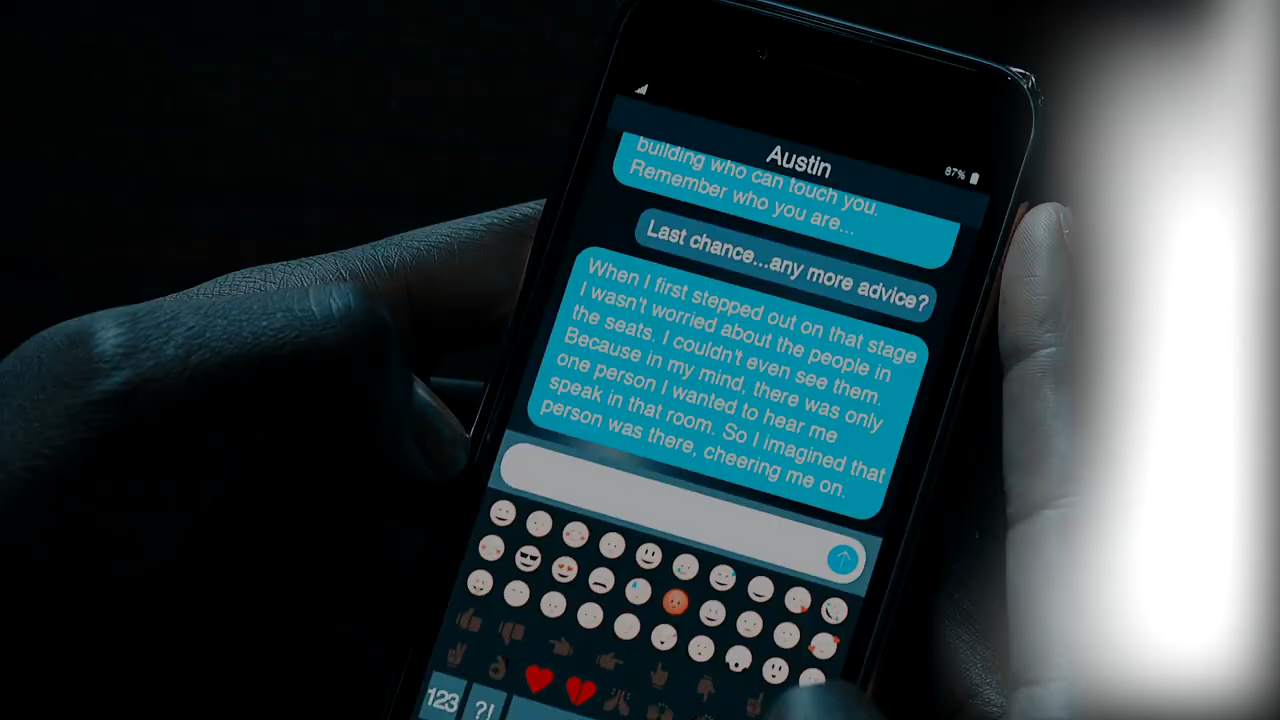 Austin
87%
building who can touch you.
Remember who you are...
Last chance...any more advice?
When I first stepped out on that stage
I wasn't worried about the people in
the seats. I couldn't even see them.
Because in my mind, there was only
one person I wanted to hear me
speak in that room. So I imagined that
person was there, cheering me on.
123
?!